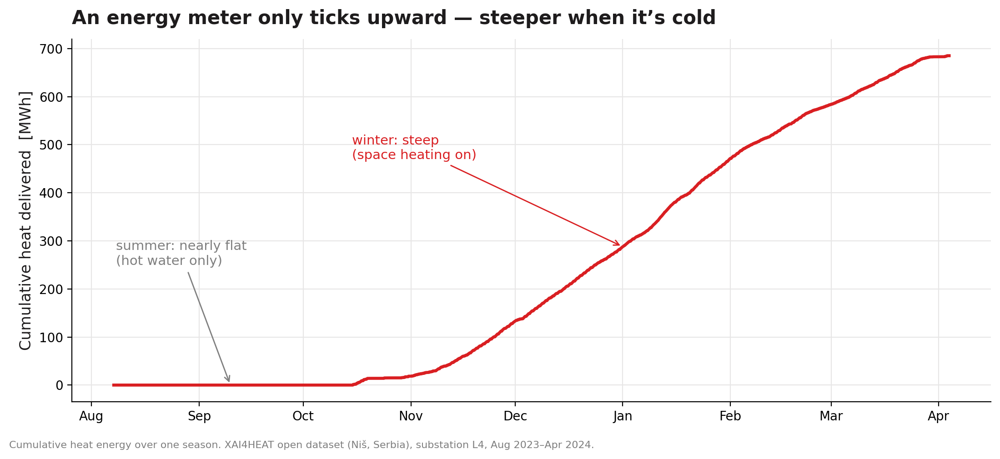 An energy meter only ticks upward — steeper when it’s cold
Cumulative heat delivered [MWh]
700
600
500
400
300
200
100
0
winter: steep
(space heating on)
summer: nearly flat
(hot water only)
Aug Sep Oct Nov Dec Jan Feb Mar Apr
Cumulative heat energy over one season. XAI4HEAT open dataset (Niš, Serbia), substation L4, Aug 2023–Apr 2024.